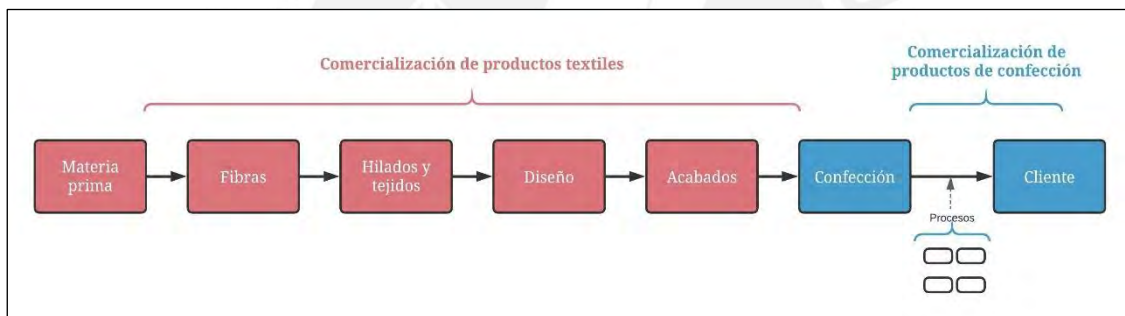 Comercialización de productos textiles
Comercialización de
productos de confección
Materia
prima
Fibras
Hilados y
tejidos
Diseño
Acabados
Confección
Cliente
Procesos